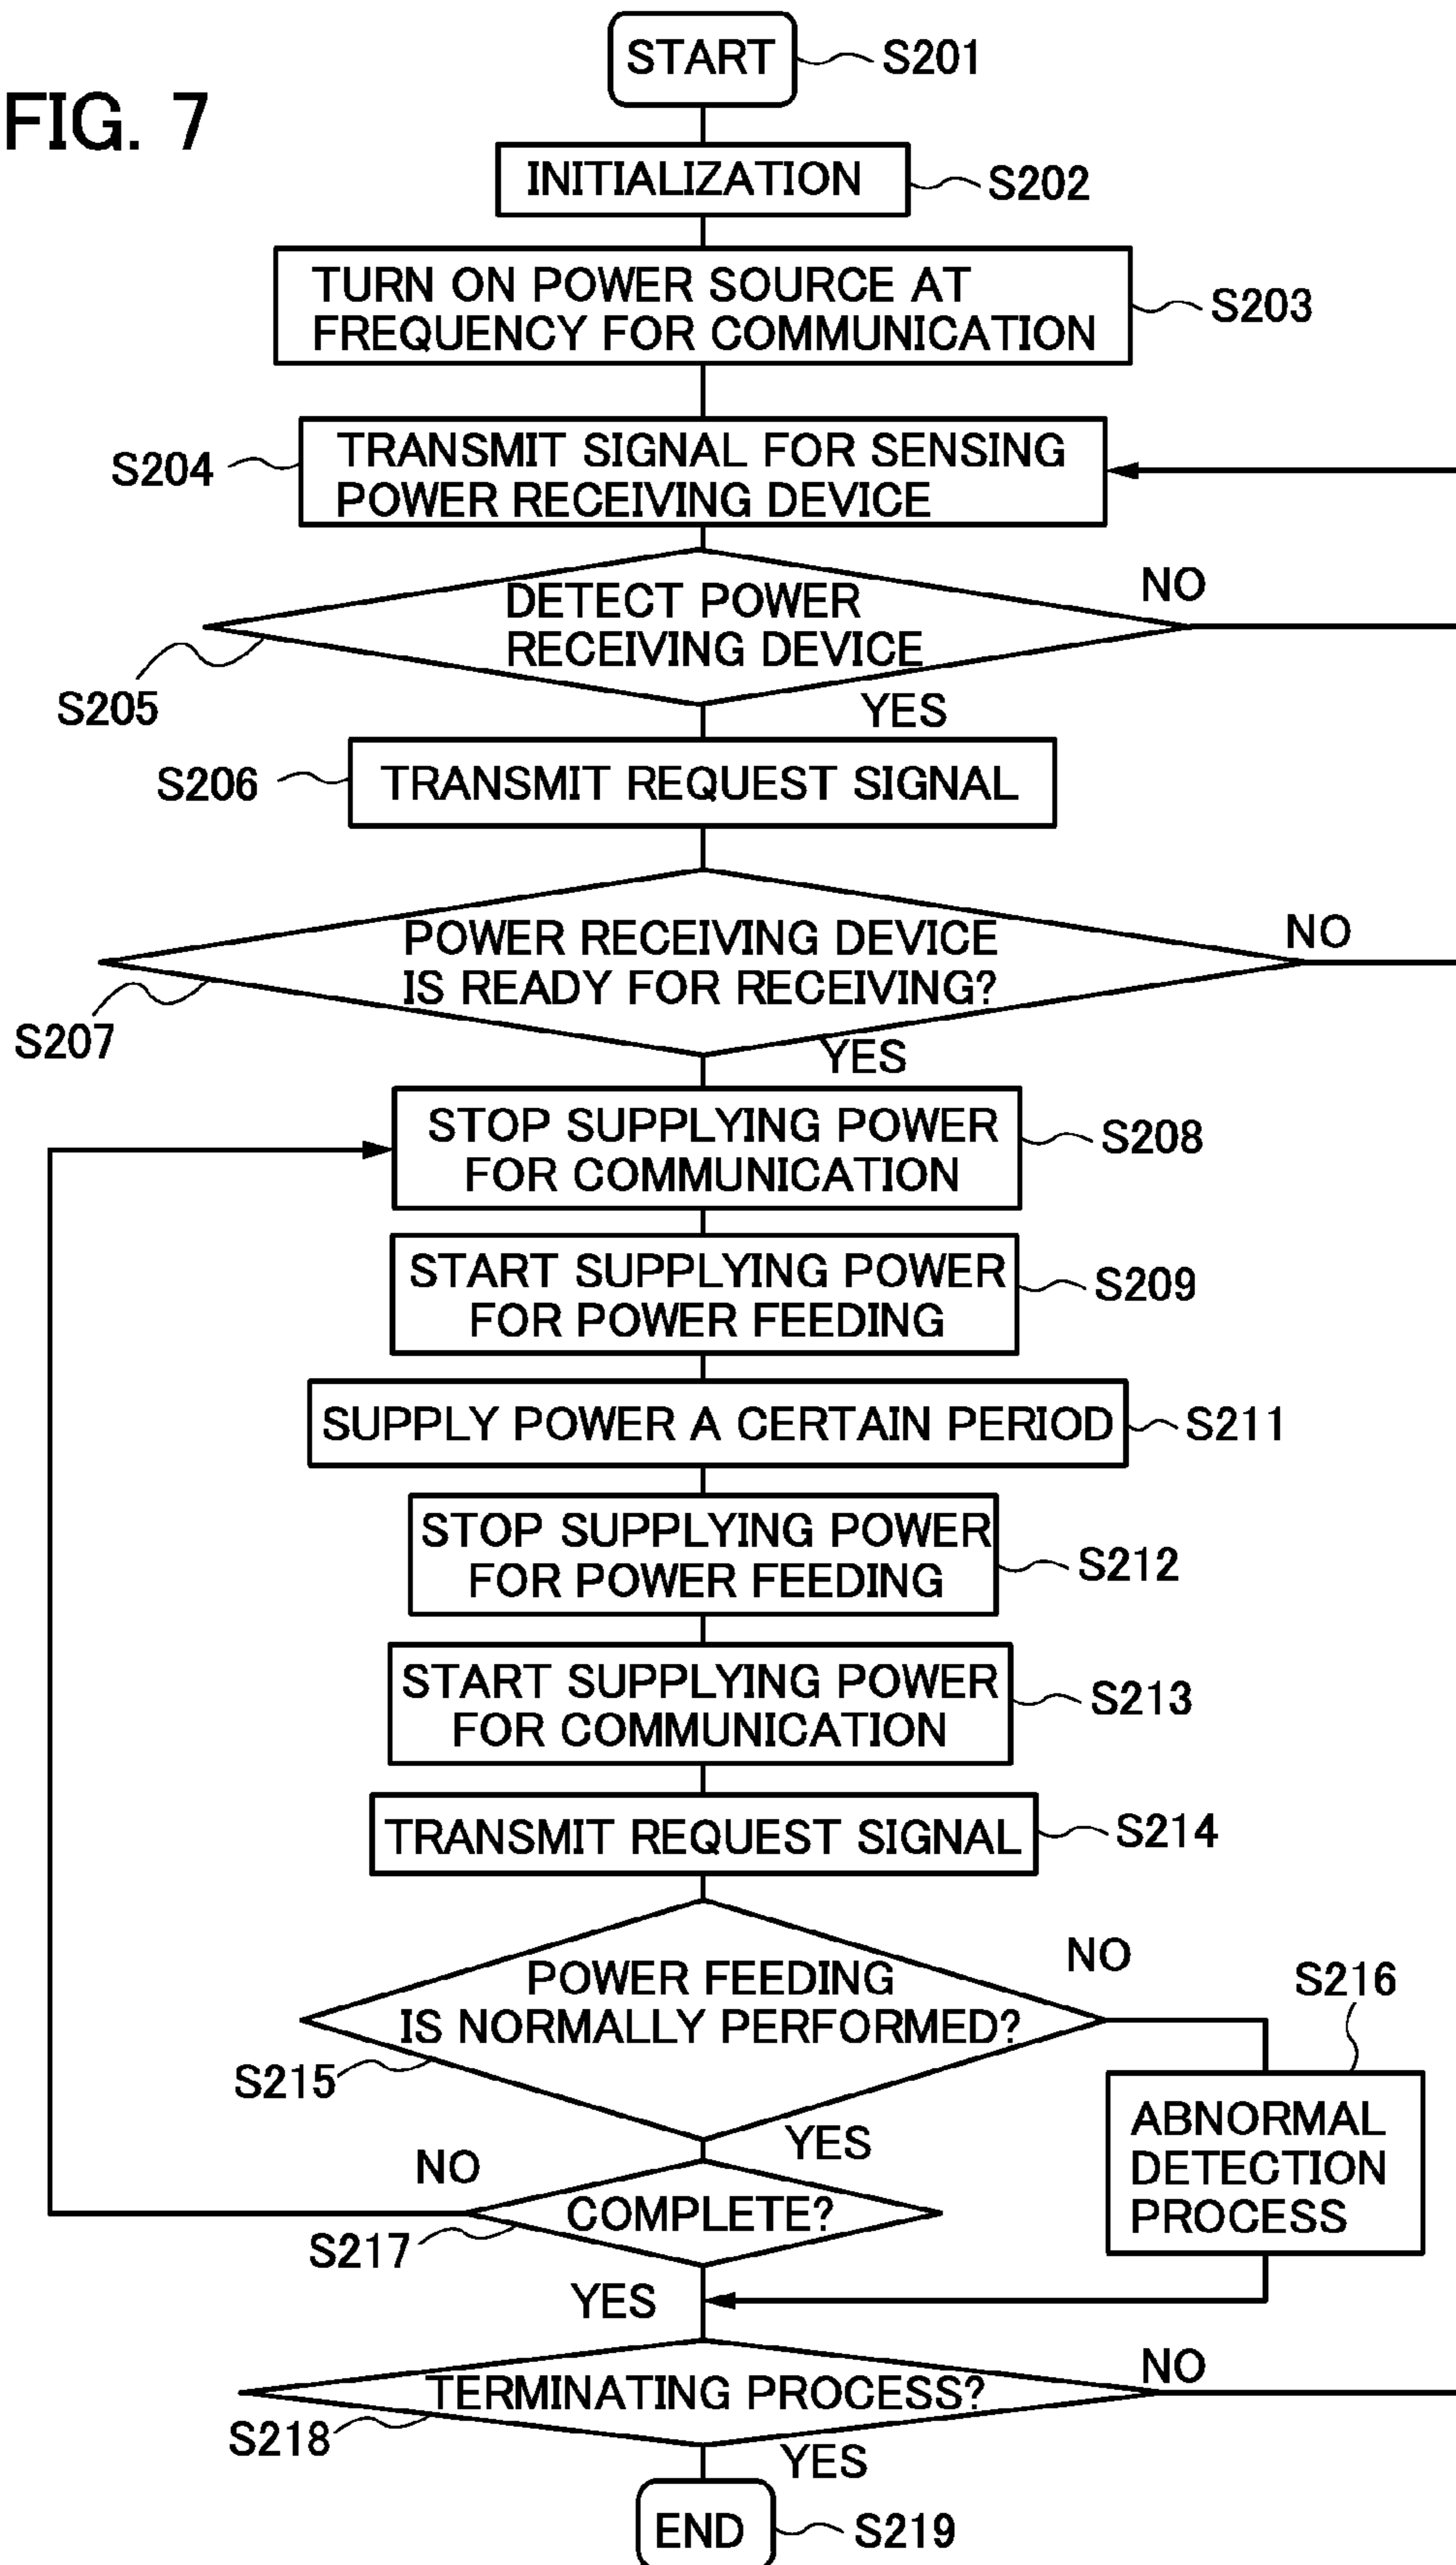 FIG. 7
START
S201
INITIALIZATION
S202
TURN ON POWER SOURCE AT
FREQUENCY FOR COMMUNICATION
S203
S204
TRANSMIT SIGNAL FOR SENSING
POWER RECEIVING DEVICE
DETECT POWER
RECEIVING DEVICE
NO
S205
YES
S206
TRANSMIT REQUEST SIGNAL
POWER RECEIVING DEVICE
IS READY FOR RECEIVING?
NO
S207
YES
STOP SUPPLYING POWER
FOR COMMUNICATION
S208
START SUPPLYING POWER
FOR POWER FEEDING
S209
SUPPLY POWER A CERTAIN PERIOD
S211
STOP SUPPLYING POWER
FOR POWER FEEDING
S212
START SUPPLYING POWER
FOR COMMUNICATION
S213
TRANSMIT REQUEST SIGNAL
S214
POWER FEEDING
IS NORMALLY PERFORMED?
NO
S215
S216
ABNORMAL
DETECTION
PROCESS
YES
NO
COMPLETE?
S217
YES
TERMINATING PROCESS?
NO
S218
YES
END
S219